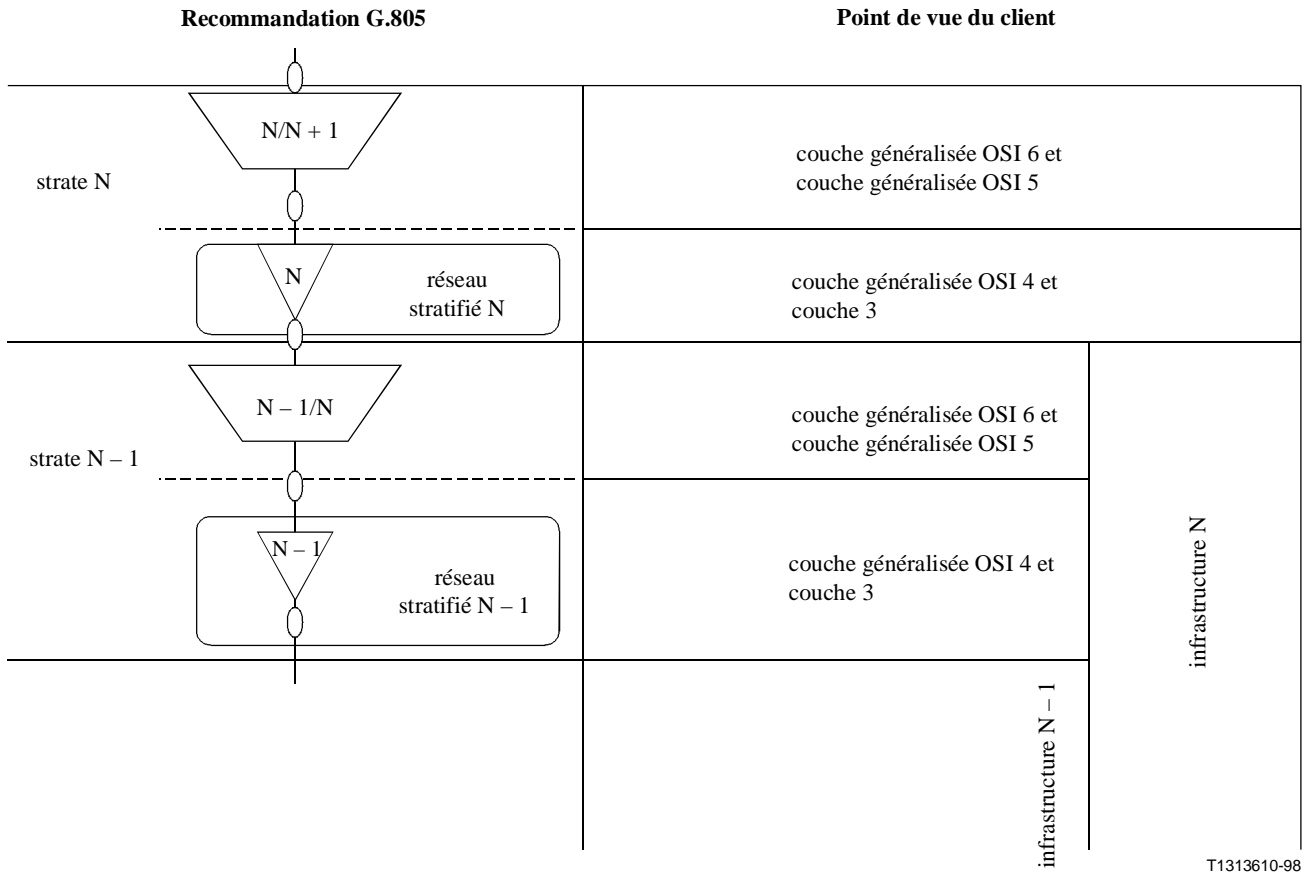 Recommandation G.805
Point de vue du client
N/N + 1
strate N
couche généralisée OSI 6 et
couche généralisée OSI 5
N
réseau
stratifié N
couche généralisée OSI 4 et
couche 3
N – 1/N
strate N – 1
couche généralisée OSI 6 et
couche généralisée OSI 5
N – 1
réseau
stratifié N – 1
couche généralisée OSI 4 et
couche 3
infrastructure N
infrastructure N – 1
T1313610-98